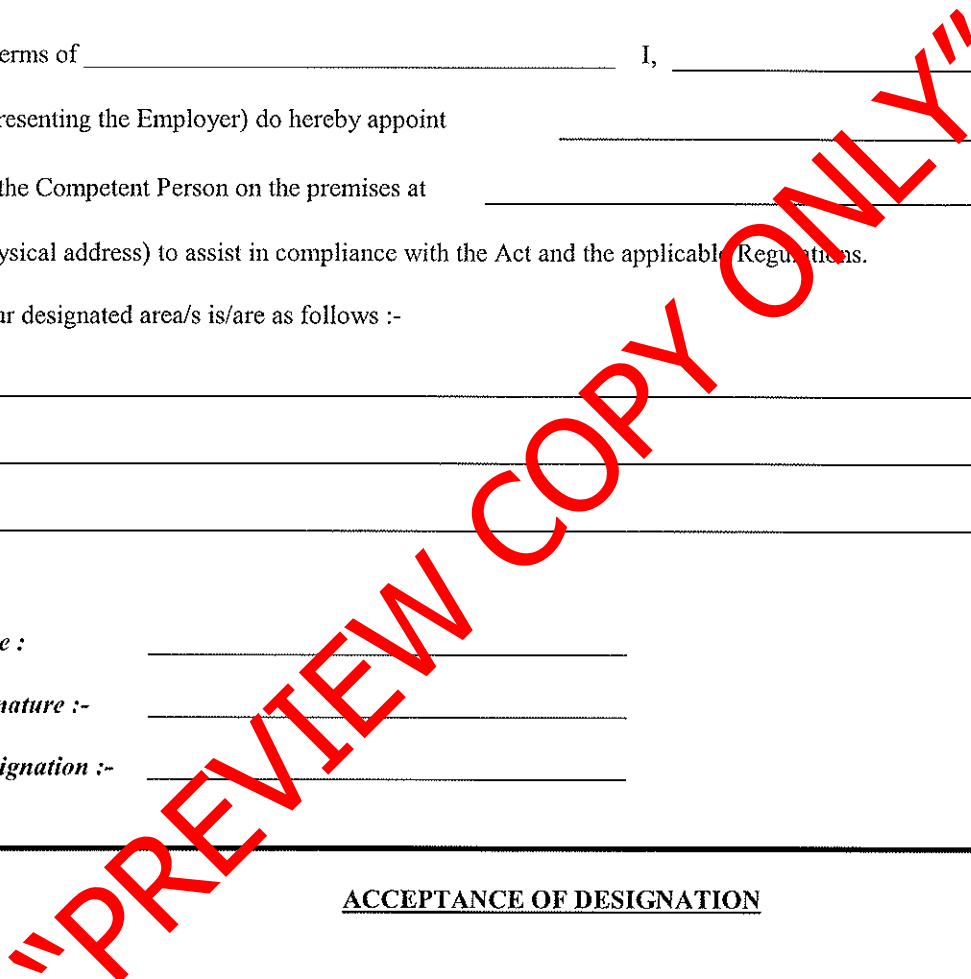 erms of I,
resenting the Employer) do hereby appoint
the Competent Person on the premises at
ysical address) to assist in compliance with the Act and the applicable Regulations.
ur designated area/s is/are as follows :-
e :
nature :-
ignation :-
ACCEPTANCE OF DESIGNATION
"PREVIEW COPY ONLY"